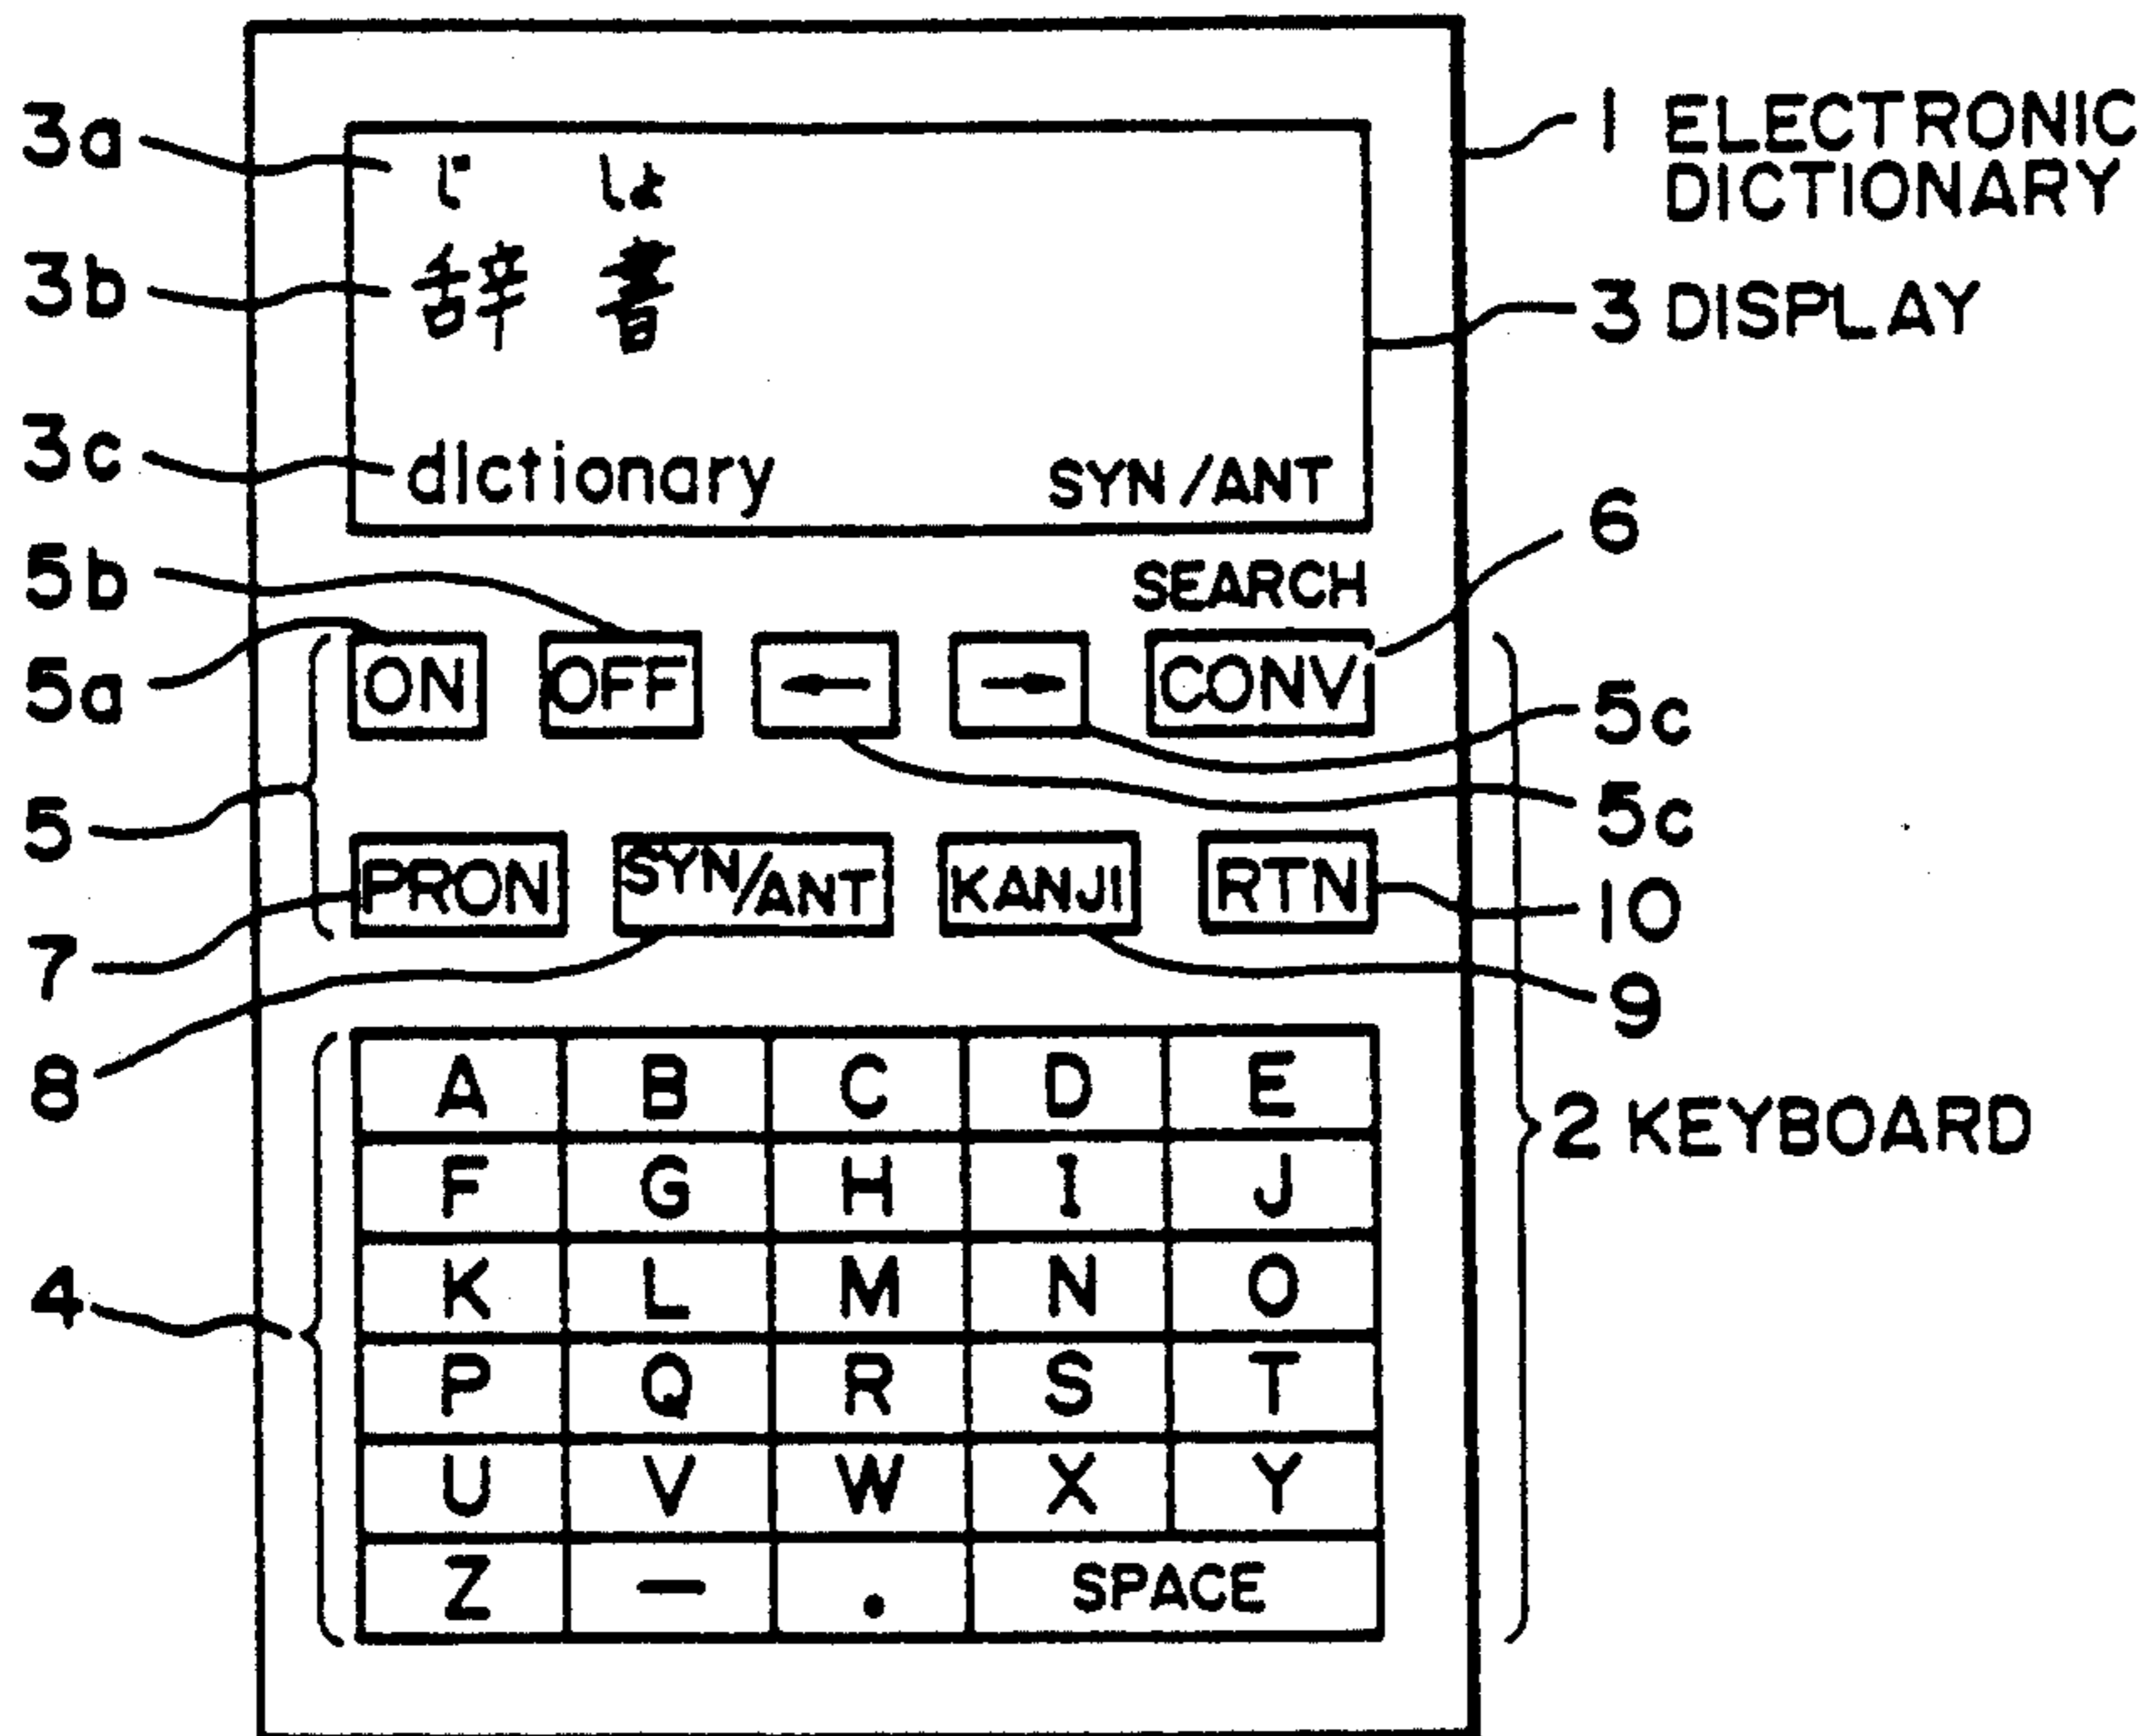 3a じ しょ 1 ELECTRONIC
DICTIONARY
3b 辞書 3 DISPLAY
3c dictionary SYN/ANT
6
5b SEARCH
5a ON OFF ← → CONV
5c
5 5c
PRON SYN/ANT KANJI RTN
10
7
9
8
A B C D E
2 KEYBOARD
F G H I J
4 K L M N O
P Q R S T
U V W X Y
Z - . SPACE